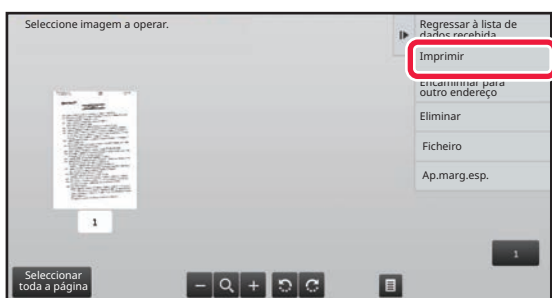 Seleccione imagem a operar.
Regressar à lista de
dados recebida
Imprimir
Encaminhar para
outro endereço
Eliminar
Ficheiro
Ap.marg.esp.
1
1
Seleccionar
toda a página